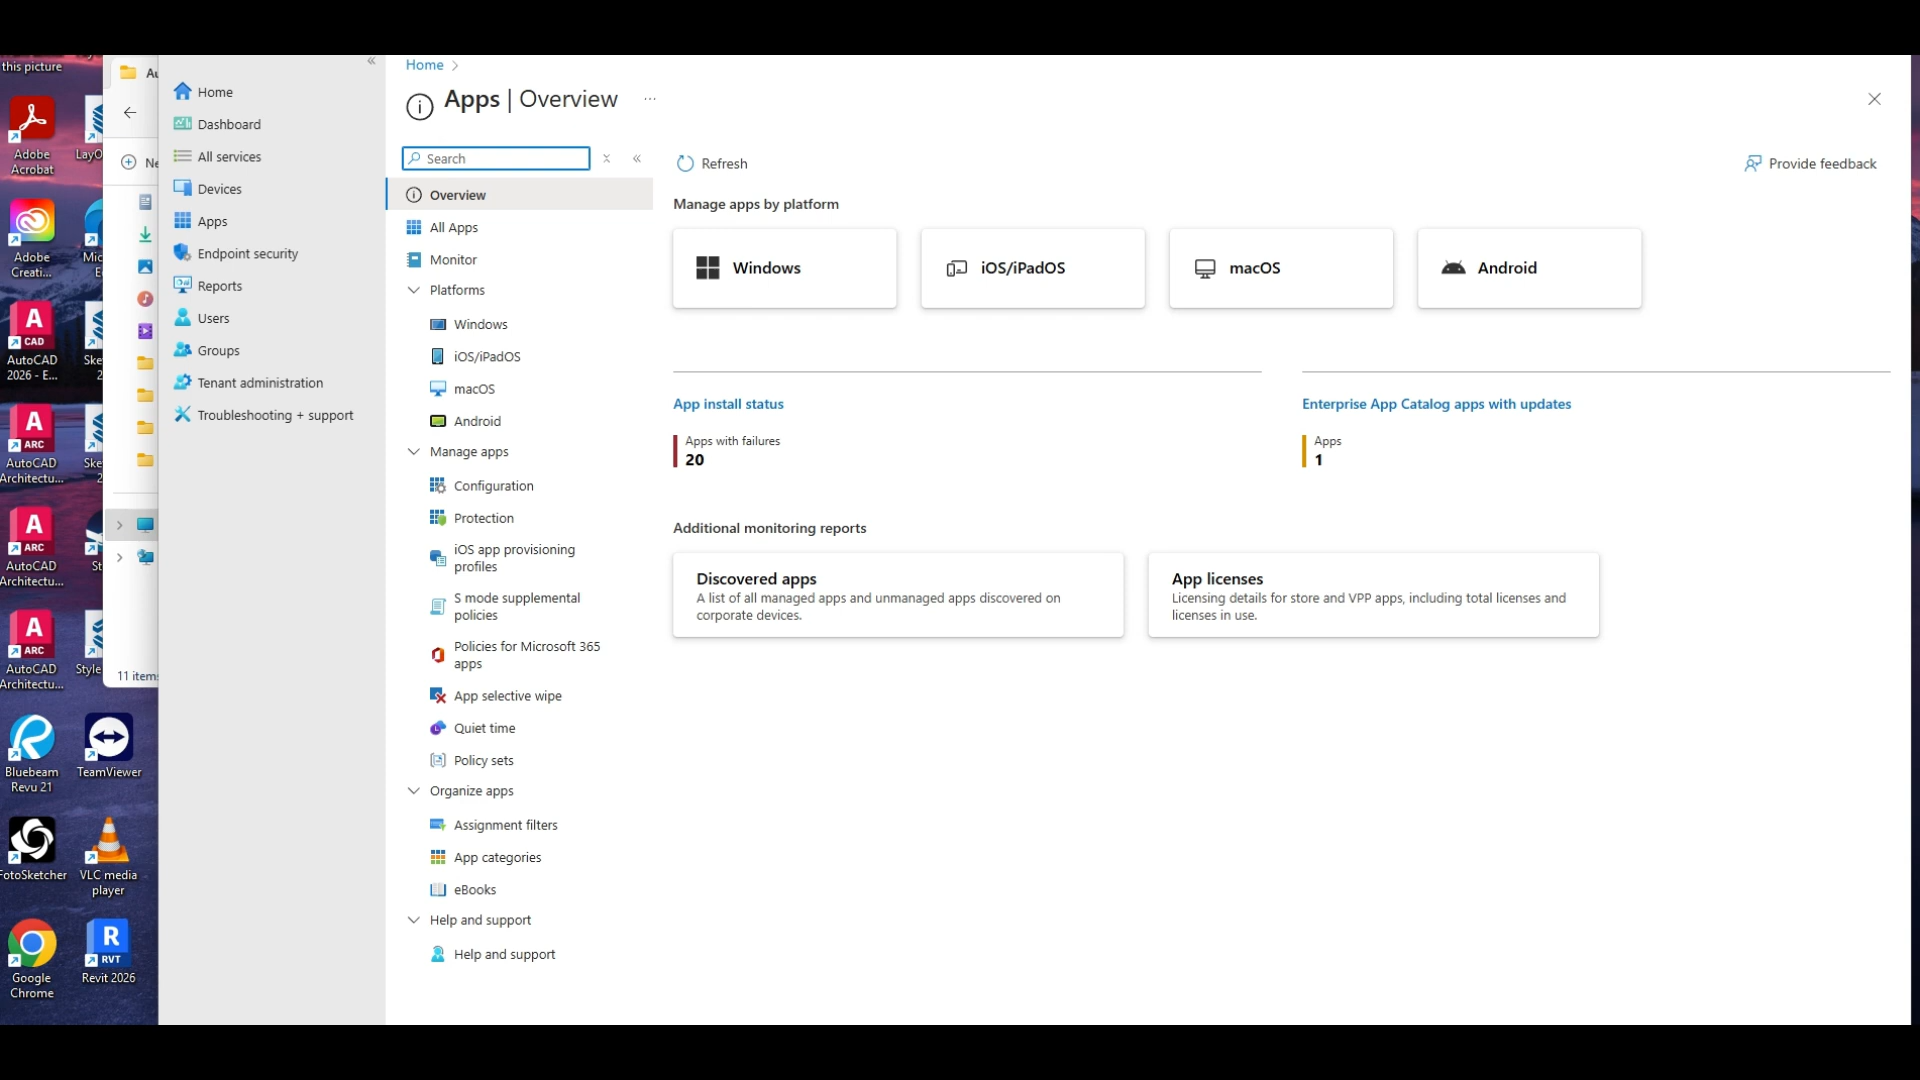 this picture
Adobe
Acrobat
Adobe
Creati...
A
CAD
AutoCAD
2026 - E...
A
ARC
AutoCAD
Architectu...
A
ARC
AutoCAD
Architectu...
A
ARC
AutoCAD
Architectu...
Bluebeam
Revu 21
TeamViewer
FotoSketcher
VLC media
player
Google
Chrome
R
RVT
Revit 2026
11 items
Home
Dashboard
All services
Devices
Apps
Endpoint security
Reports
Users
Groups
Tenant administration
Troubleshooting + support
Home
Apps | Overview
...
Search
Overview
All Apps
Monitor
Platforms
Windows
iOS/iPadOS
macOS
Android
Manage apps
Configuration
Protection
iOS app provisioning
profiles
S mode supplemental
policies
Policies for Microsoft 365
apps
App selective wipe
Quiet time
Policy sets
Organize apps
Assignment filters
App categories
eBooks
Help and support
Help and support
Refresh
Provide feedback
Manage apps by platform
Windows
iOS/iPadOS
macOS
Android
App install status
Apps with failures
20
Enterprise App Catalog apps with updates
Apps
1
Additional monitoring reports
Discovered apps
A list of all managed apps and unmanaged apps discovered on
corporate devices.
App licenses
Licensing details for store and VPP apps, including total licenses and
licenses in use.